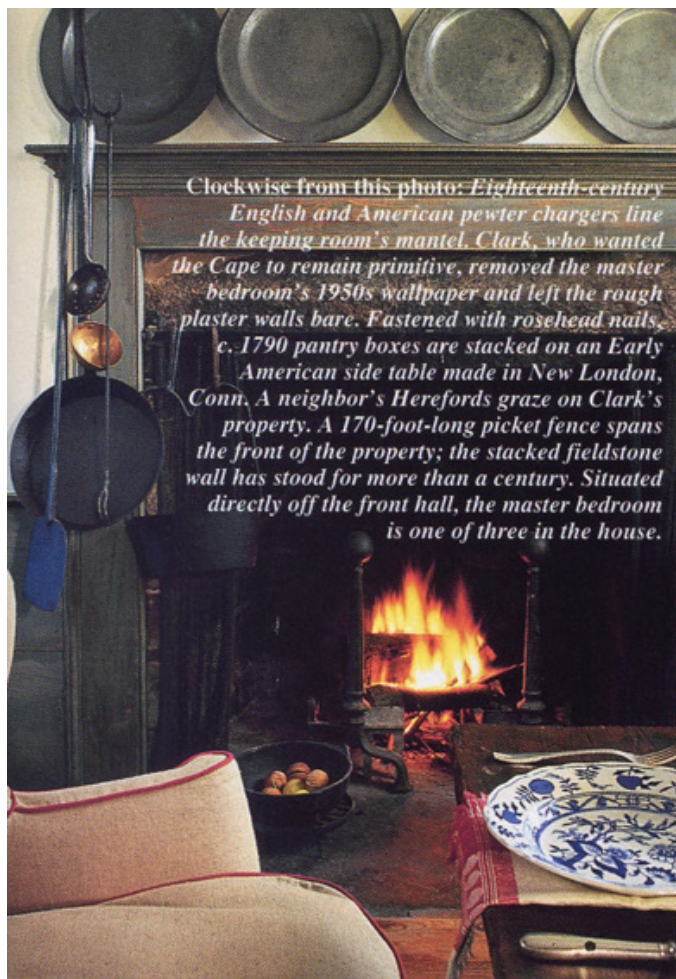 Clockwise from this photo: Eighteenth-century
English and American pewter chargers line
the keeping room's mantel. Clark, who wanted
the Cape to remain primitive, removed the master
bedroom's 1950s wallpaper and left the rough
plaster walls bare. Fastened with rosehead nails,
c. 1790 pantry boxes are stacked on an Early
American side table made in New London,
Conn. A neighbor's Herefords graze on Clark's
property. A 170-foot-long picket fence spans
the front of the property; the stacked fieldstone
wall has stood for more than a century. Situated
directly off the front hall, the master bedroom
is one of three in the house.